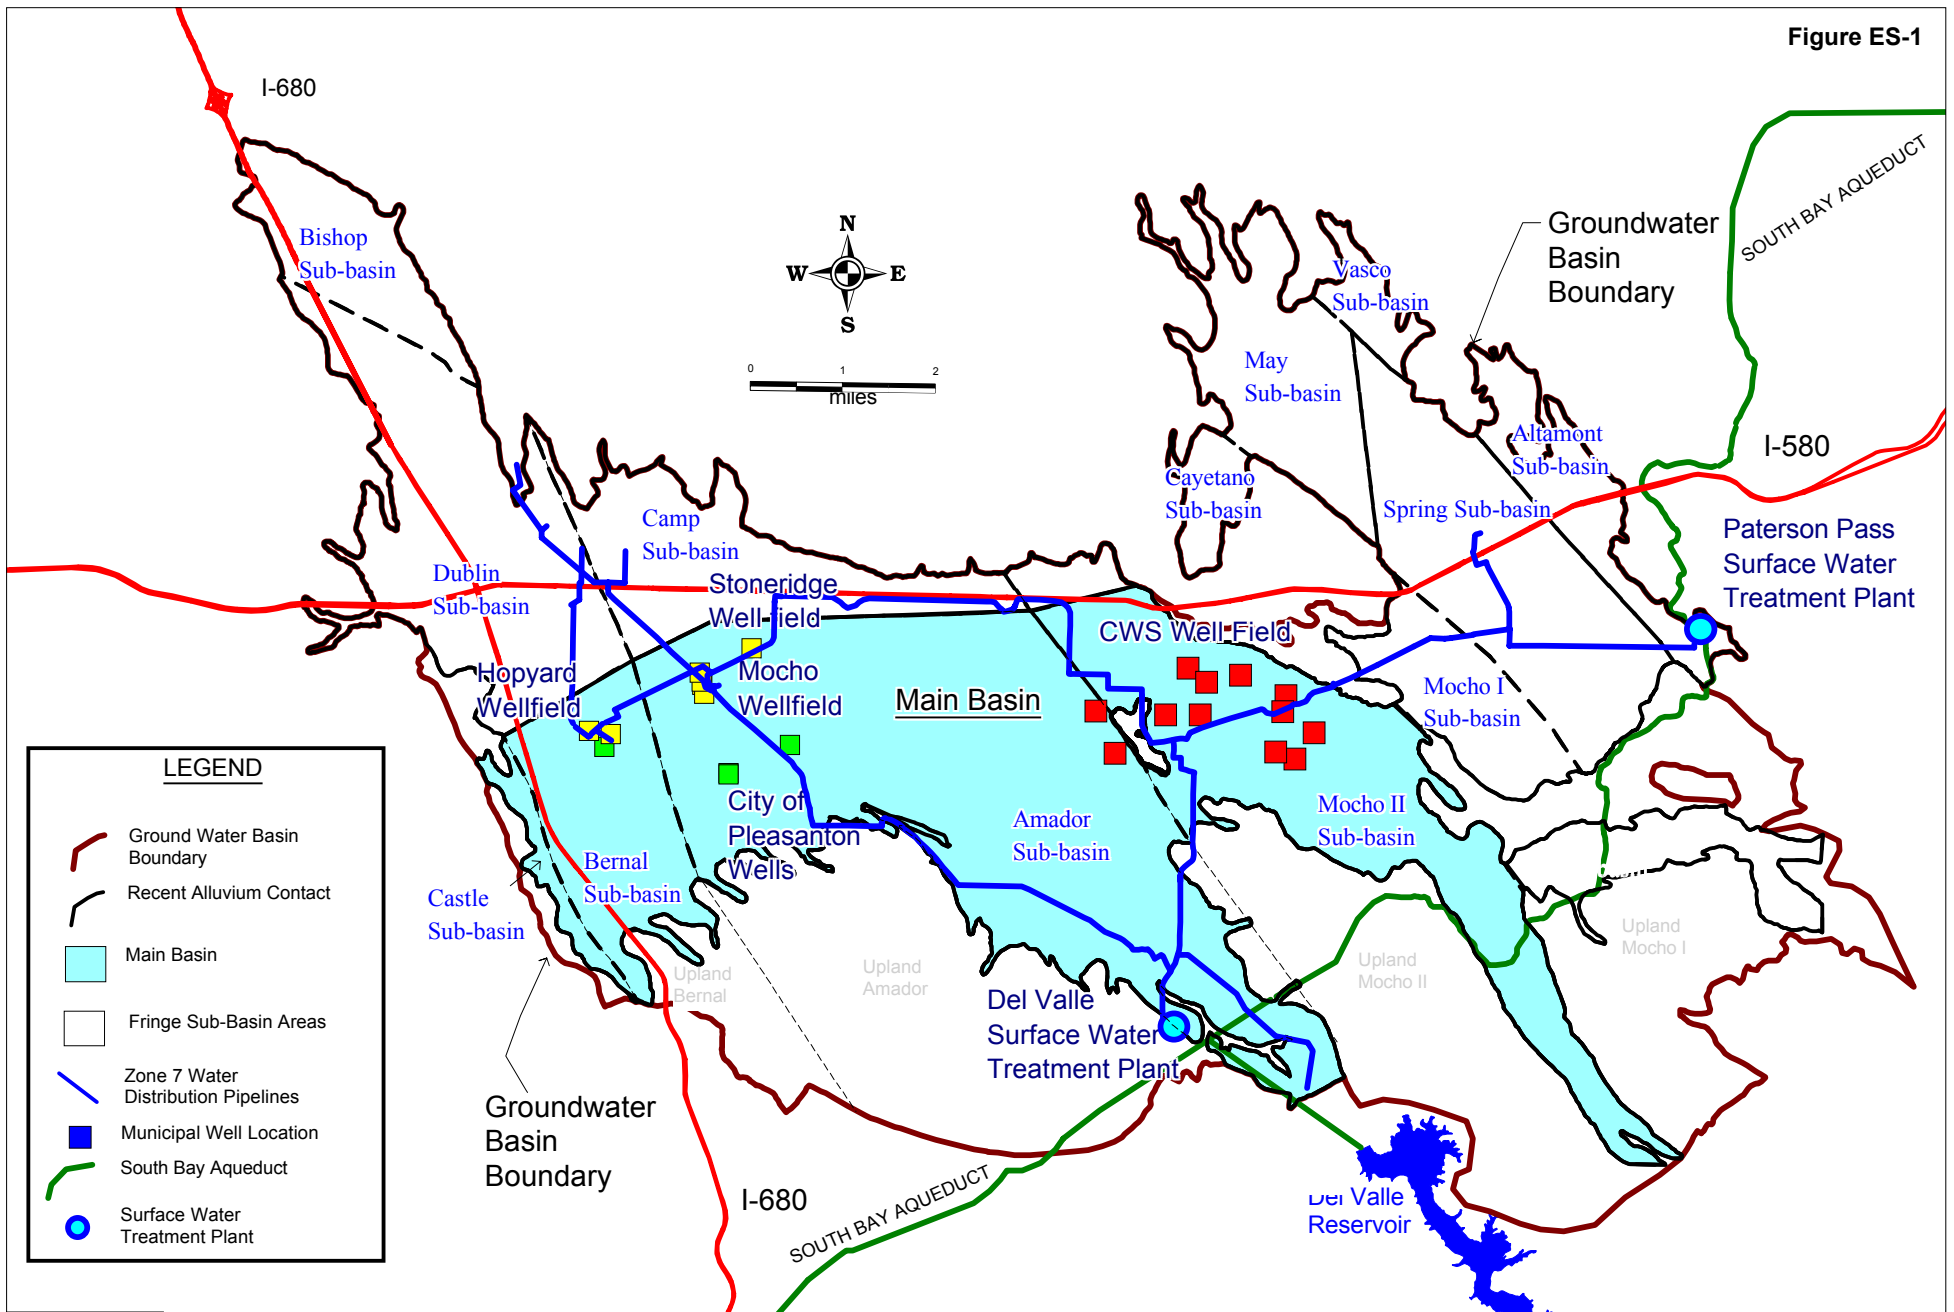 Figure ES-1
I-680
SOUTH BAY AQUEDUCT
Groundwater
Basin
Boundary
N
W
E
S
0
1
2
miles
Bishop
Sub-basin
Vasco
Sub-basin
May
Sub-basin
Altamont
Sub-basin
I-580
Cayetano
Sub-basin
Spring Sub-basin
Camp
Sub-basin
Dublin
Sub-basin
Stoneridge
Well field
Paterson Pass
Surface Water
Treatment Plant
CWS Well Field
Hopyard
Wellfield
Mocho
Wellfield
Main Basin
Mocho I
Sub-basin
City of
Pleasanton
Wells
Amador
Sub-basin
Mocho II
Sub-basin
Bernal
Sub-basin
Castle
Sub-basin
Upland
Bernal
Upland
Amador
Upland
Mocho II
Upland
Mocho I
Del Valle
Surface Water
Treatment Plant
Groundwater
Basin
Boundary
I-680
SOUTH BAY AQUEDUCT
Del Valle
Reservoir
LEGEND
Ground Water Basin
Boundary
Recent Alluvium Contact
Main Basin
Fringe Sub-Basin Areas
Zone 7 Water
Distribution Pipelines
Municipal Well Location
South Bay Aqueduct
Surface Water
Treatment Plant